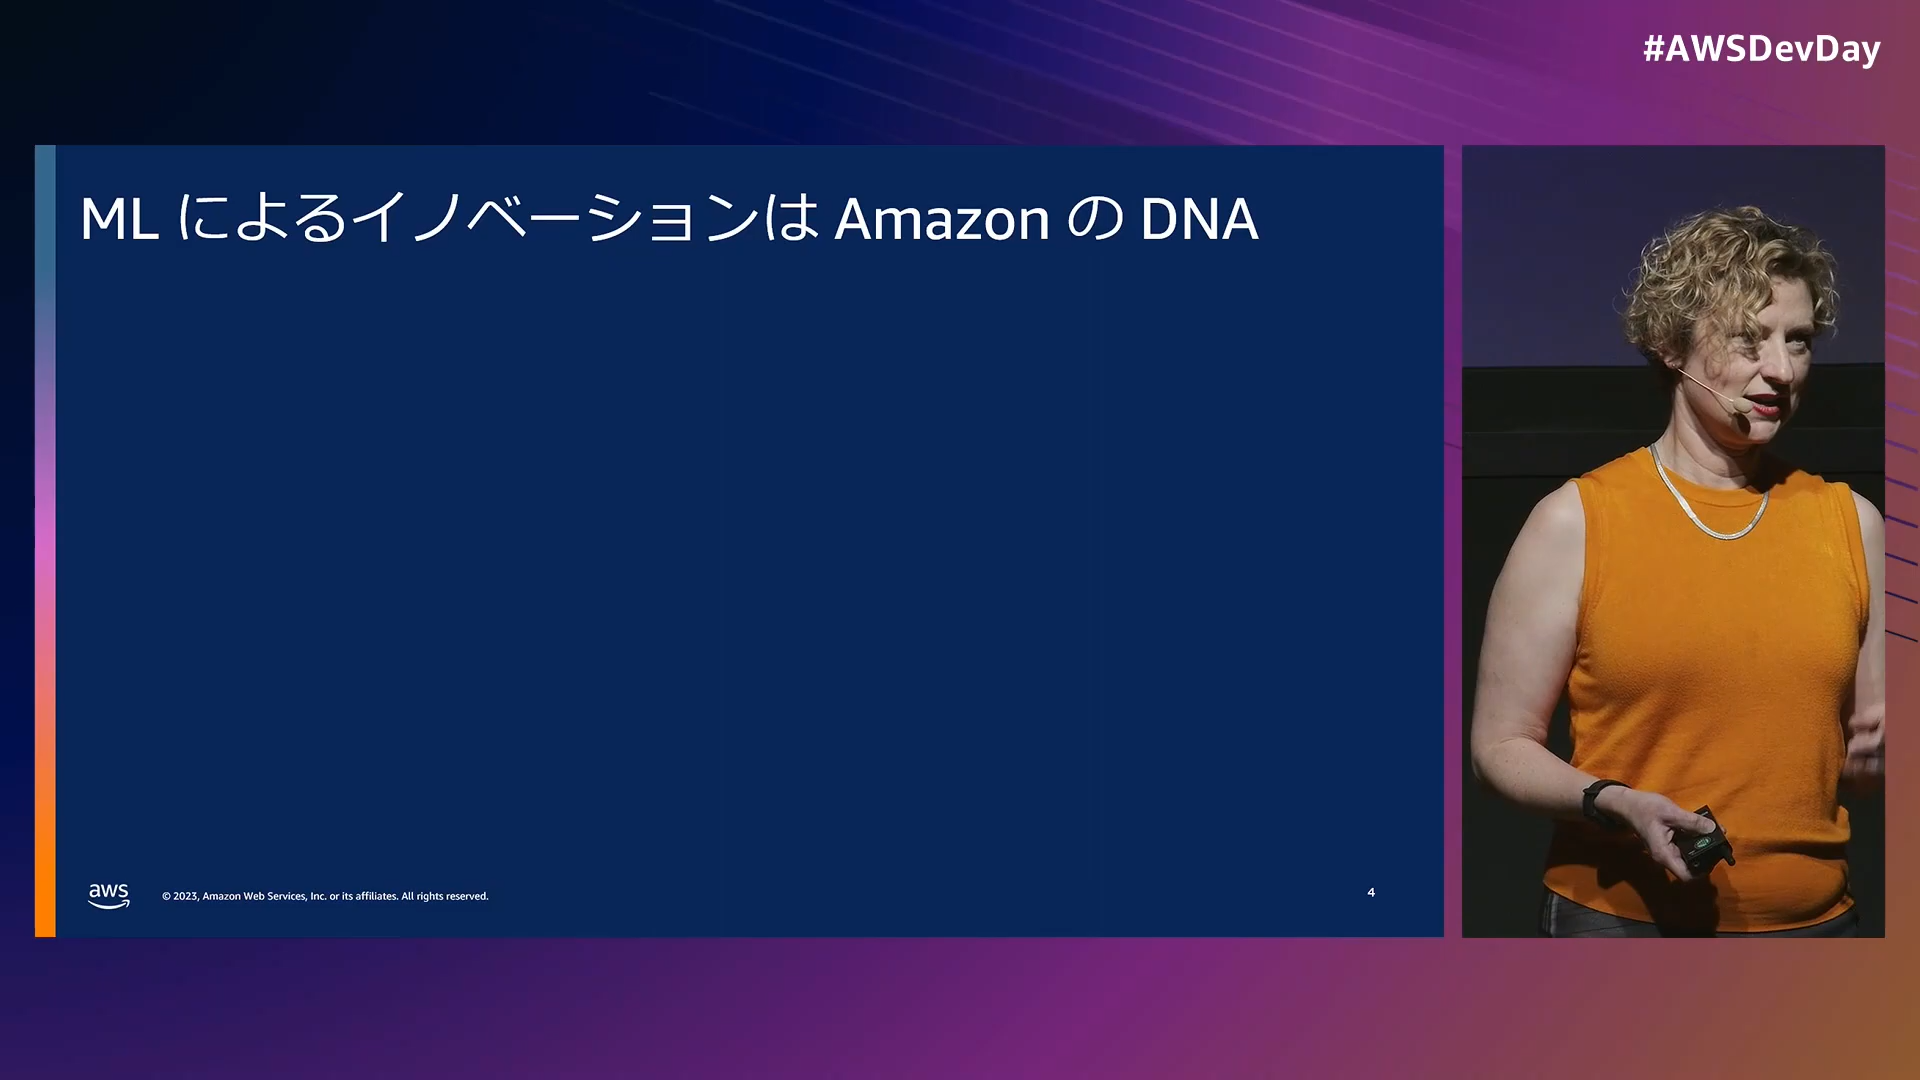 #AWSDevDay
ML によるイノベーションは Amazon の DNA
aws
© 2023, Amazon Web Services, Inc. or its affiliates. All rights reserved.
4